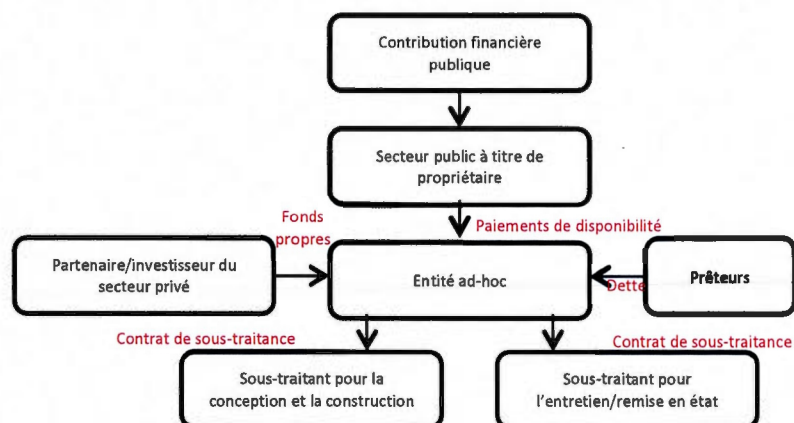 Contribution financière
publique
Secteur public à titre de
propriétaire
Fonds
propres
Paiements de disponibilité
Partenaire/investisseur du
secteur privé
Entité ad-hoc
Dette
Prêteurs
Contrat de sous-traitance
Contrat de sous-traitance
Sous-traitant pour la
conception et la construction
Sous-traitant pour
l'entretien/remise en état